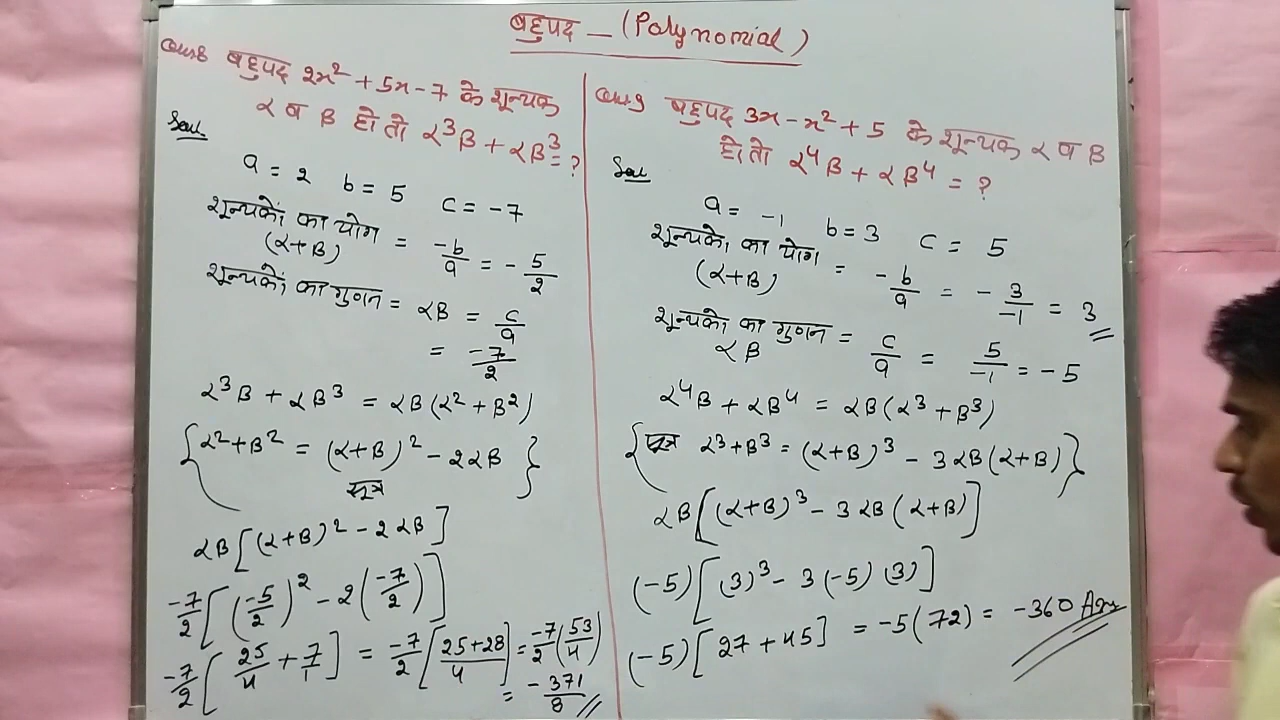 बहुपद – (Polynomial)
Ques 8 बहुपद 2x² + 5x - 7 के शून्यक
α व β हो तो α³β + αβ³ = ?
Soln.
a = 2 b = 5 c = -7
शून्यकों का योग = -b/a = - 5/2
(α+β)
शून्यकों का गुणन = αβ = c/a
= -7/2
α³β + αβ³ = αβ(α² + β²)
{α²+β² = (α+β)² - 2αβ}
सूत्र
αβ[(α+β)² - 2αβ]
-7/2[(-5/2)² - 2(-7/2)]
-7/2[25/4 + 7/1] = -7/2[25+28/4] = -7/2(53/4)
= -371/8
Ques 9 बहुपद 3x - x² + 5 के शून्यक α व β
हो तो α⁴β + αβ⁴ = ?
Soln
a = -1 b = 3 c = 5
शून्यकों का योग = -b/a = - 3/-1 = 3
(α+β)
शून्यकों का गुणन = c/a = 5/-1 = -5
αβ
α⁴β + αβ⁴ = αβ(α³ + β³)
{सूत्र α³+β³ = (α+β)³ - 3αβ(α+β)}
αβ[(α+β)³ - 3αβ(α+β)]
(-5)[(3)³ - 3(-5)(3)]
(-5)[27 + 45] = -5(72) = -360 Ans